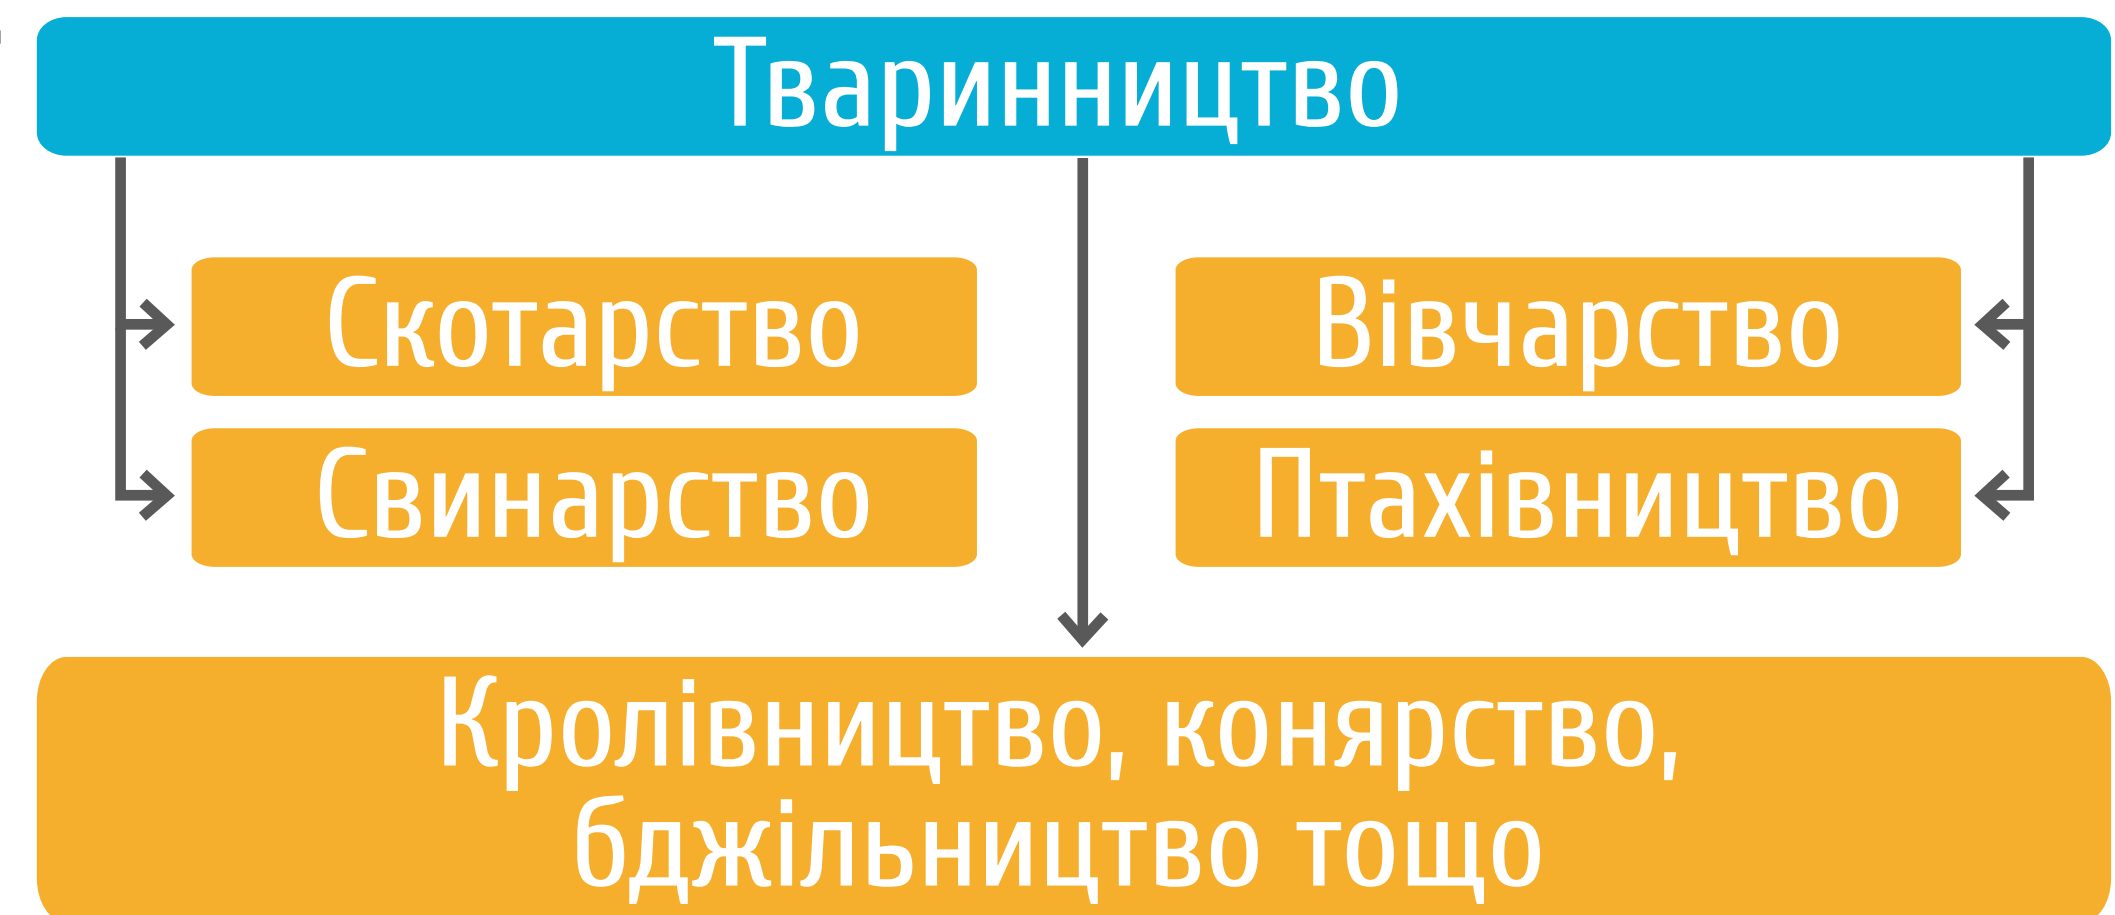 Тваринництво
Скотарство
Вівчарство
Свинарство
Птахівництво
Кролівництво, конярство,
бджільництво тощо